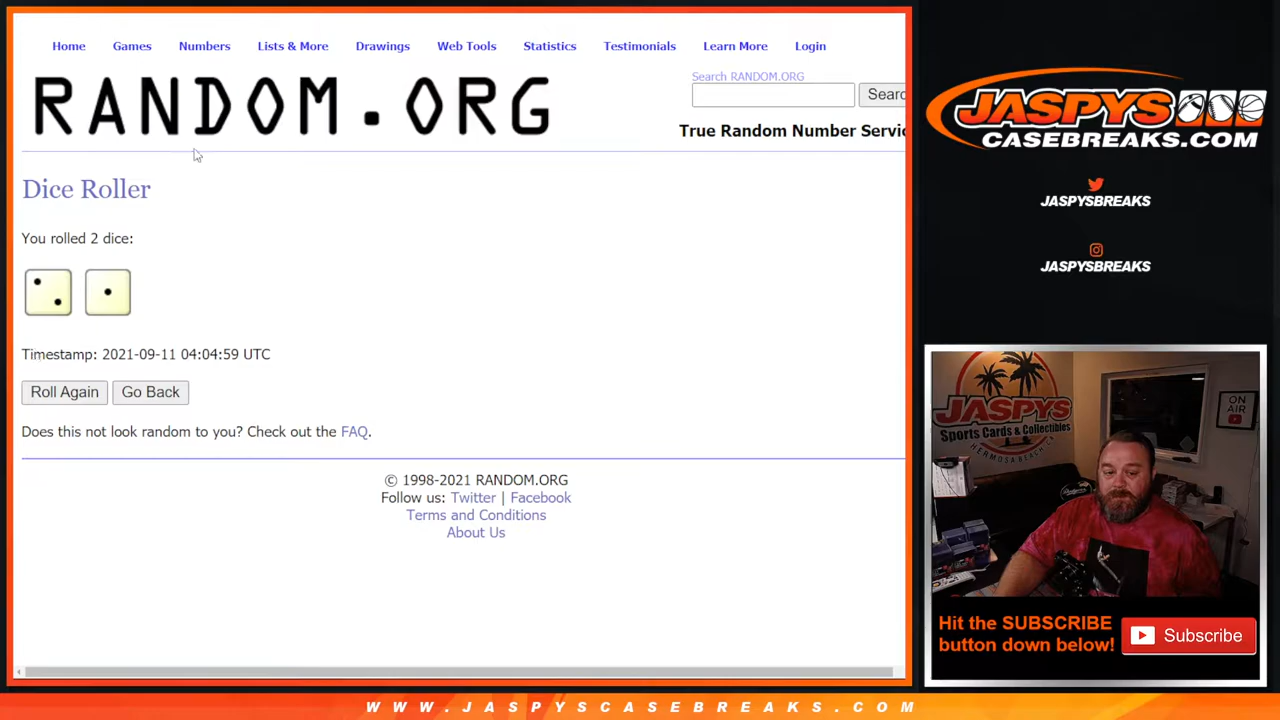 Home Games Numbers Lists & More Drawings Web Tools Statistics Testimonials Learn More Login
RANDOM.ORG
Search RANDOM.ORG
Searc
True Random Number Servic
Dice Roller
You rolled 2 dice:
Timestamp: 2021-09-11 04:04:59 UTC
Roll Again Go Back
Does this not look random to you? Check out the FAQ.
© 1998-2021 RANDOM.ORG
Follow us: Twitter | Facebook
Terms and Conditions
About Us
JASPYS
CASEBREAKS.COM
JASPYSBREAKS
JASPYSBREAKS
JASPYS
Sports Cards & Collectibles
HERMOSA BEACH, CA
ON
AIR
Hit the SUBSCRIBE
button down below!
Subscribe
WWW.JASPYSCASEBREAKS.COM